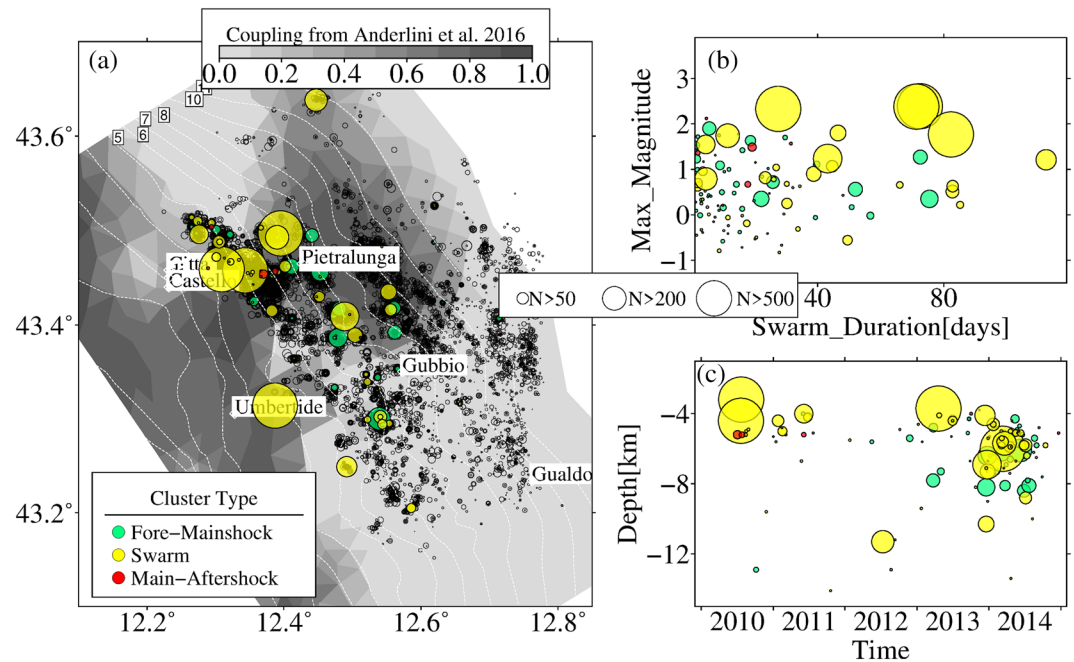 (a)
Coupling from Anderlini et al. 2016
0.0 0.2 0.4 0.6 0.8 1.0
43.6°
43.4°
43.2°
10
8
6
7
5
Pietralunga
Castello
Gubbio
Umbertide
Gualdo
Cluster Type
Fore-Mainshock
Swarm
Main-Aftershock
12.2° 12.4° 12.6° 12.8°
(b)
Max_Magnitude
3
2
1
0
-1
40 80
N>50 N>200 N>500
Swarm_Duration[days]
(c)
Depth[km]
-4
-8
-12
2010 2011 2012 2013 2014
Time